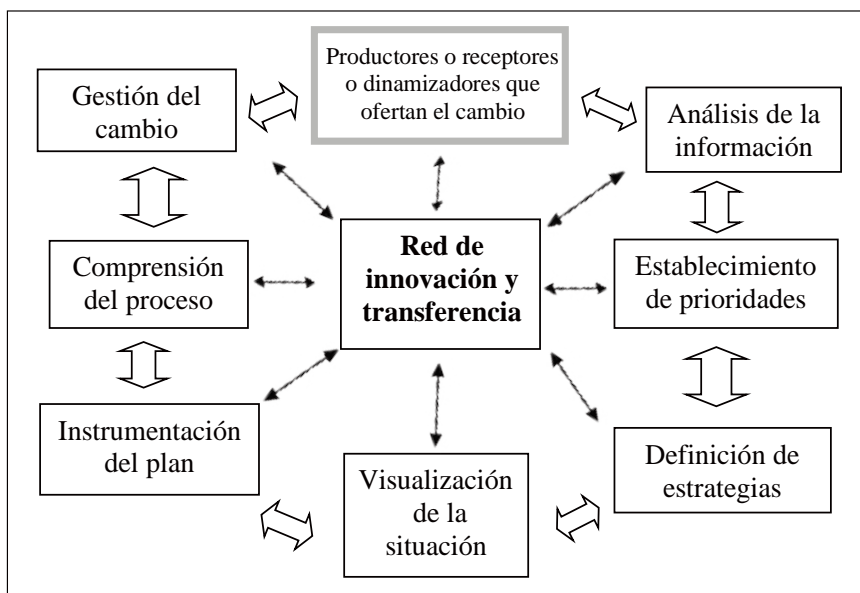 Productores o receptores
o dinamizadores que
ofertan el cambio
Gestión del
cambio
Análisis de la
información
Red de
innovación y
transferencia
Comprensión
del proceso
Establecimiento
de prioridades
Instrumentación
del plan
Visualización
de la
situación
Definición de
estrategias